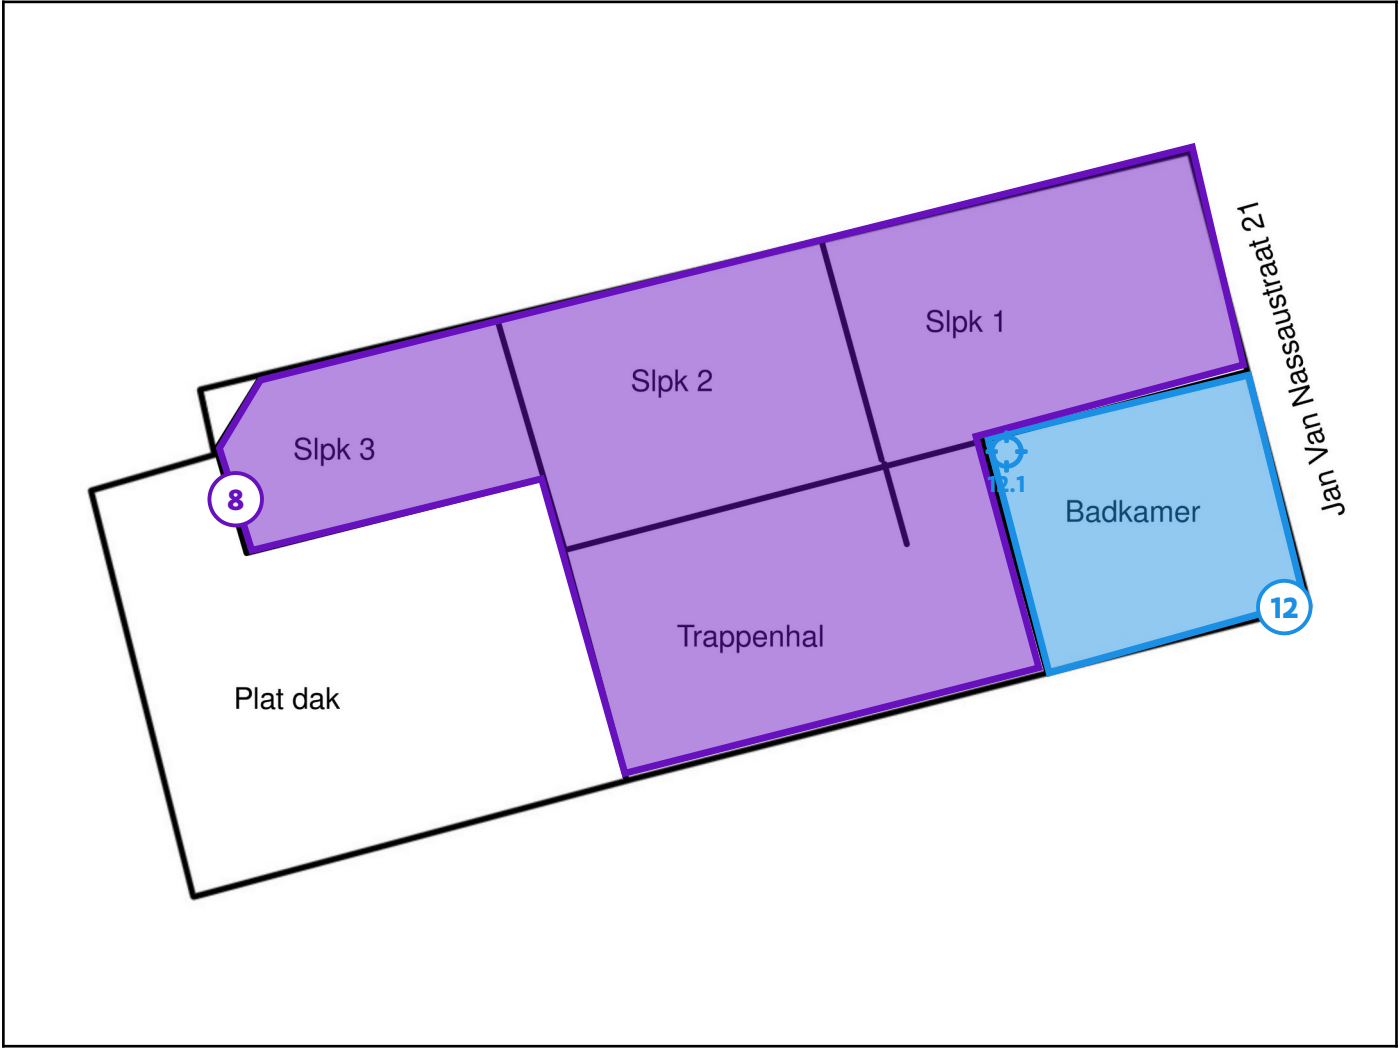 Jan Van Nassaustraat 21
Slpk 1
Slpk 2
Slpk 3
8
12.1
Badkamer
12
Trappenhal
Plat dak